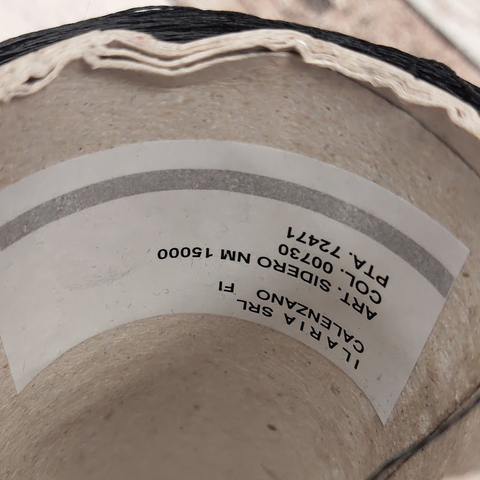 ILARIA SRL
CALENZANO FI
ART. SIDERO NM 15000
COL. 00730
PTA. 72471